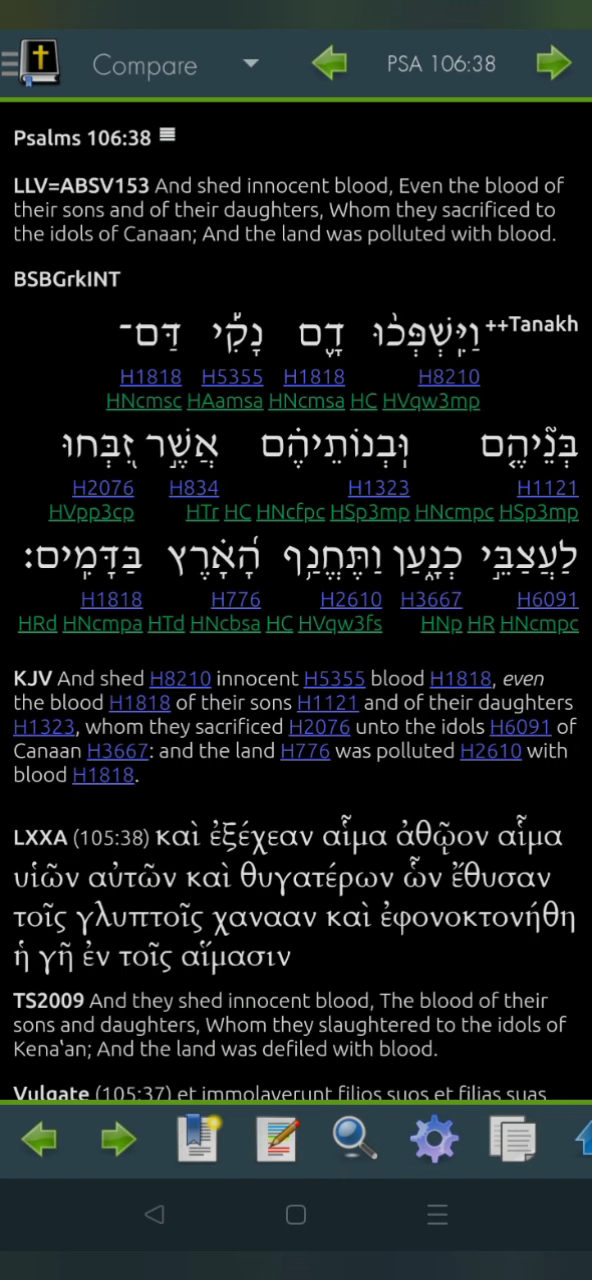 Compare
PSA 106:38
Psalms 106:38
LLV=ABSV153 And shed innocent blood, Even the blood of
their sons and of their daughters, Whom they sacrificed to
the idols of Canaan; And the land was polluted with blood.
BSBGrkINT
++Tanakh וַיִּֽשְׁפְּכ֨וּ דָ֪ם נָקִ֡י דַּם־
H1818 H5355 H1818 H8210
HNcmsc HAamsa HNcmsa HC HVqw3mp
בְּנֵ֘יהֶ֤ם וּֽבְנוֹתֵיהֶ֗ם אֲשֶׁ֣ר זִ֭בְּחוּ
H2076 H834 H1323 H1121
HVpp3cp HTr HC HNcfpc HSp3mp HNcmpc HSp3mp
לַעֲצַבֵּ֣י כְנָ֑עַן וַתֶּחֱנַ֥ף הָ֝אָ֗רֶץ בַּדָּמִֽים׃
H1818 H776 H2610 H3667 H6091
HRd HNcmpa HTd HNcbsa HC HVqw3fs HNp HR HNcmpc
KJV And shed H8210 innocent H5355 blood H1818, even
the blood H1818 of their sons H1121 and of their daughters
H1323, whom they sacrificed H2076 unto the idols H6091 of
Canaan H3667: and the land H776 was polluted H2610 with
blood H1818.
LXXA (105:38) καὶ ἐξέχεαν αἷμα ἀθῷον αἷμα
υἱῶν αὐτῶν καὶ θυγατέρων ὧν ἔθυσαν
τοῖς γλυπτοῖς χανααν καὶ ἐφονοκτονήθη
ἡ γῆ ἐν τοῖς αἵμασιν
TS2009 And they shed innocent blood, The blood of their
sons and daughters, Whom they slaughtered to the idols of
Kenaʽan; And the land was defiled with blood.
Vulgate (105:37) et immolaverunt filios suos et filias suas